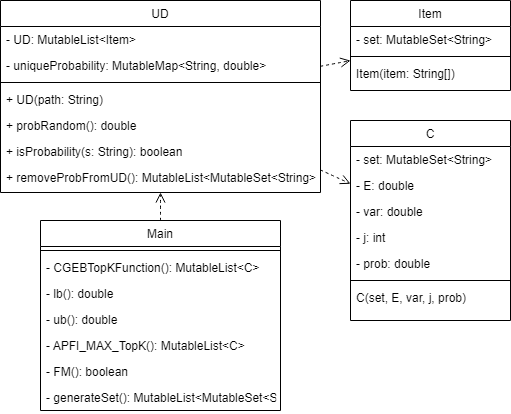 UD
- UD: MutableList<Item>
- uniqueProbability: MutableMap<String, double>
+ UD(path: String)
+ probRandom(): double
+ isProbability(s: String): boolean
+ removeProbFromUD(): MutableList<MutableSet<String>
Item
- set: MutableSet<String>
Item(item: String[])
C
- set: MutableSet<String>
- E: double
- var: double
- j: int
- prob: double
C(set, E, var, j, prob)
Main
- CGEBTopKFunction(): MutableList<C>
- lb(): double
- ub(): double
- APFI_MAX_TopK(): MutableList<C>
- FM(): boolean
- generateSet(): MutableList<MutableSet<S